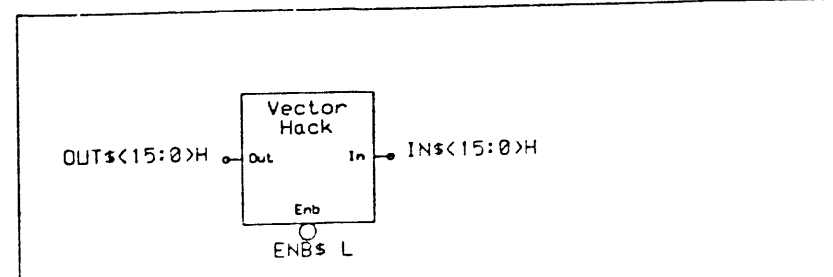 Vector
Hack
OUT$<15:0>H Out In IN$<15:0>H
Enb
ENB$ L